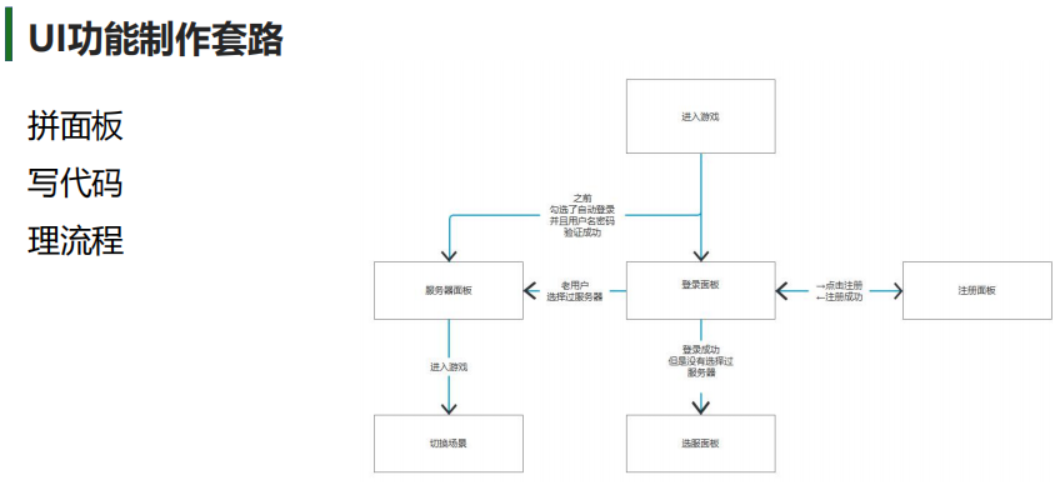 UI功能制作套路
拼面板
写代码
理流程
进入游戏
之前
勾选了自动登录
并且用户名密码
验证成功
服务器面板
老用户
选择过服务器
登录面板
→点击注册
←注册成功
注册面板
进入游戏
登录成功
但是没有选择过
服务器
切换场景
选服面板